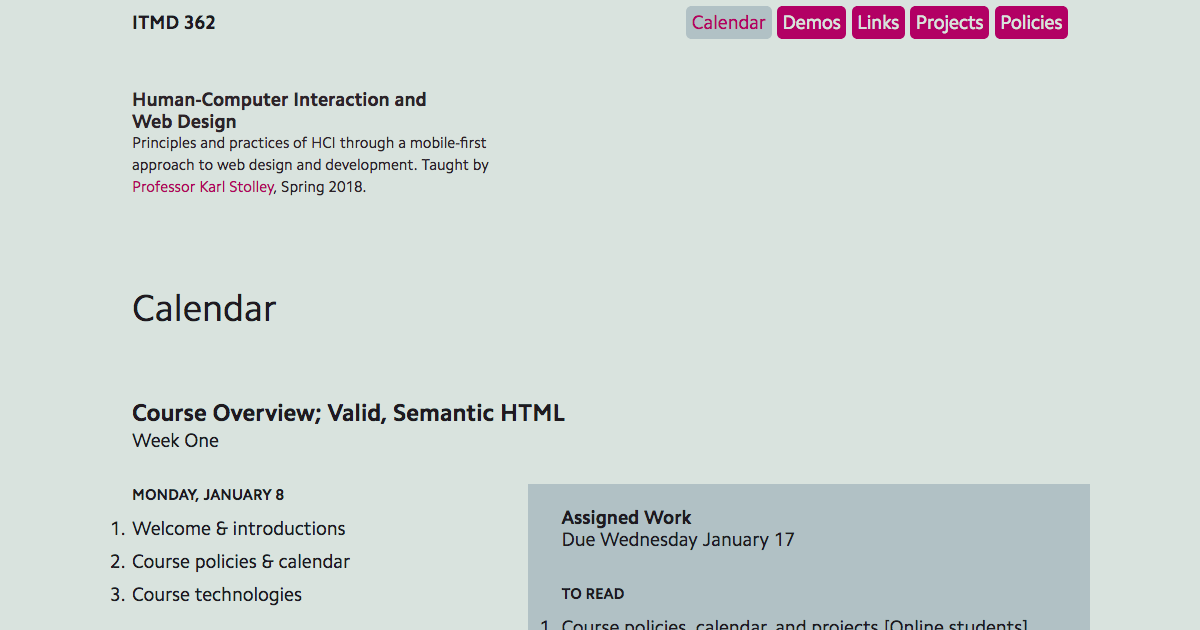 ITMD 362
Calendar Demos Links Projects Policies
Human-Computer Interaction and
Web Design
Principles and practices of HCI through a mobile-first
approach to web design and development. Taught by
Professor Karl Stolley, Spring 2018.
Calendar
Course Overview; Valid, Semantic HTML
Week One
MONDAY, JANUARY 8
1. Welcome & introductions
2. Course policies & calendar
3. Course technologies
Assigned Work
Due Wednesday January 17
TO READ
1. Course policies, calendar, and projects [Online students]